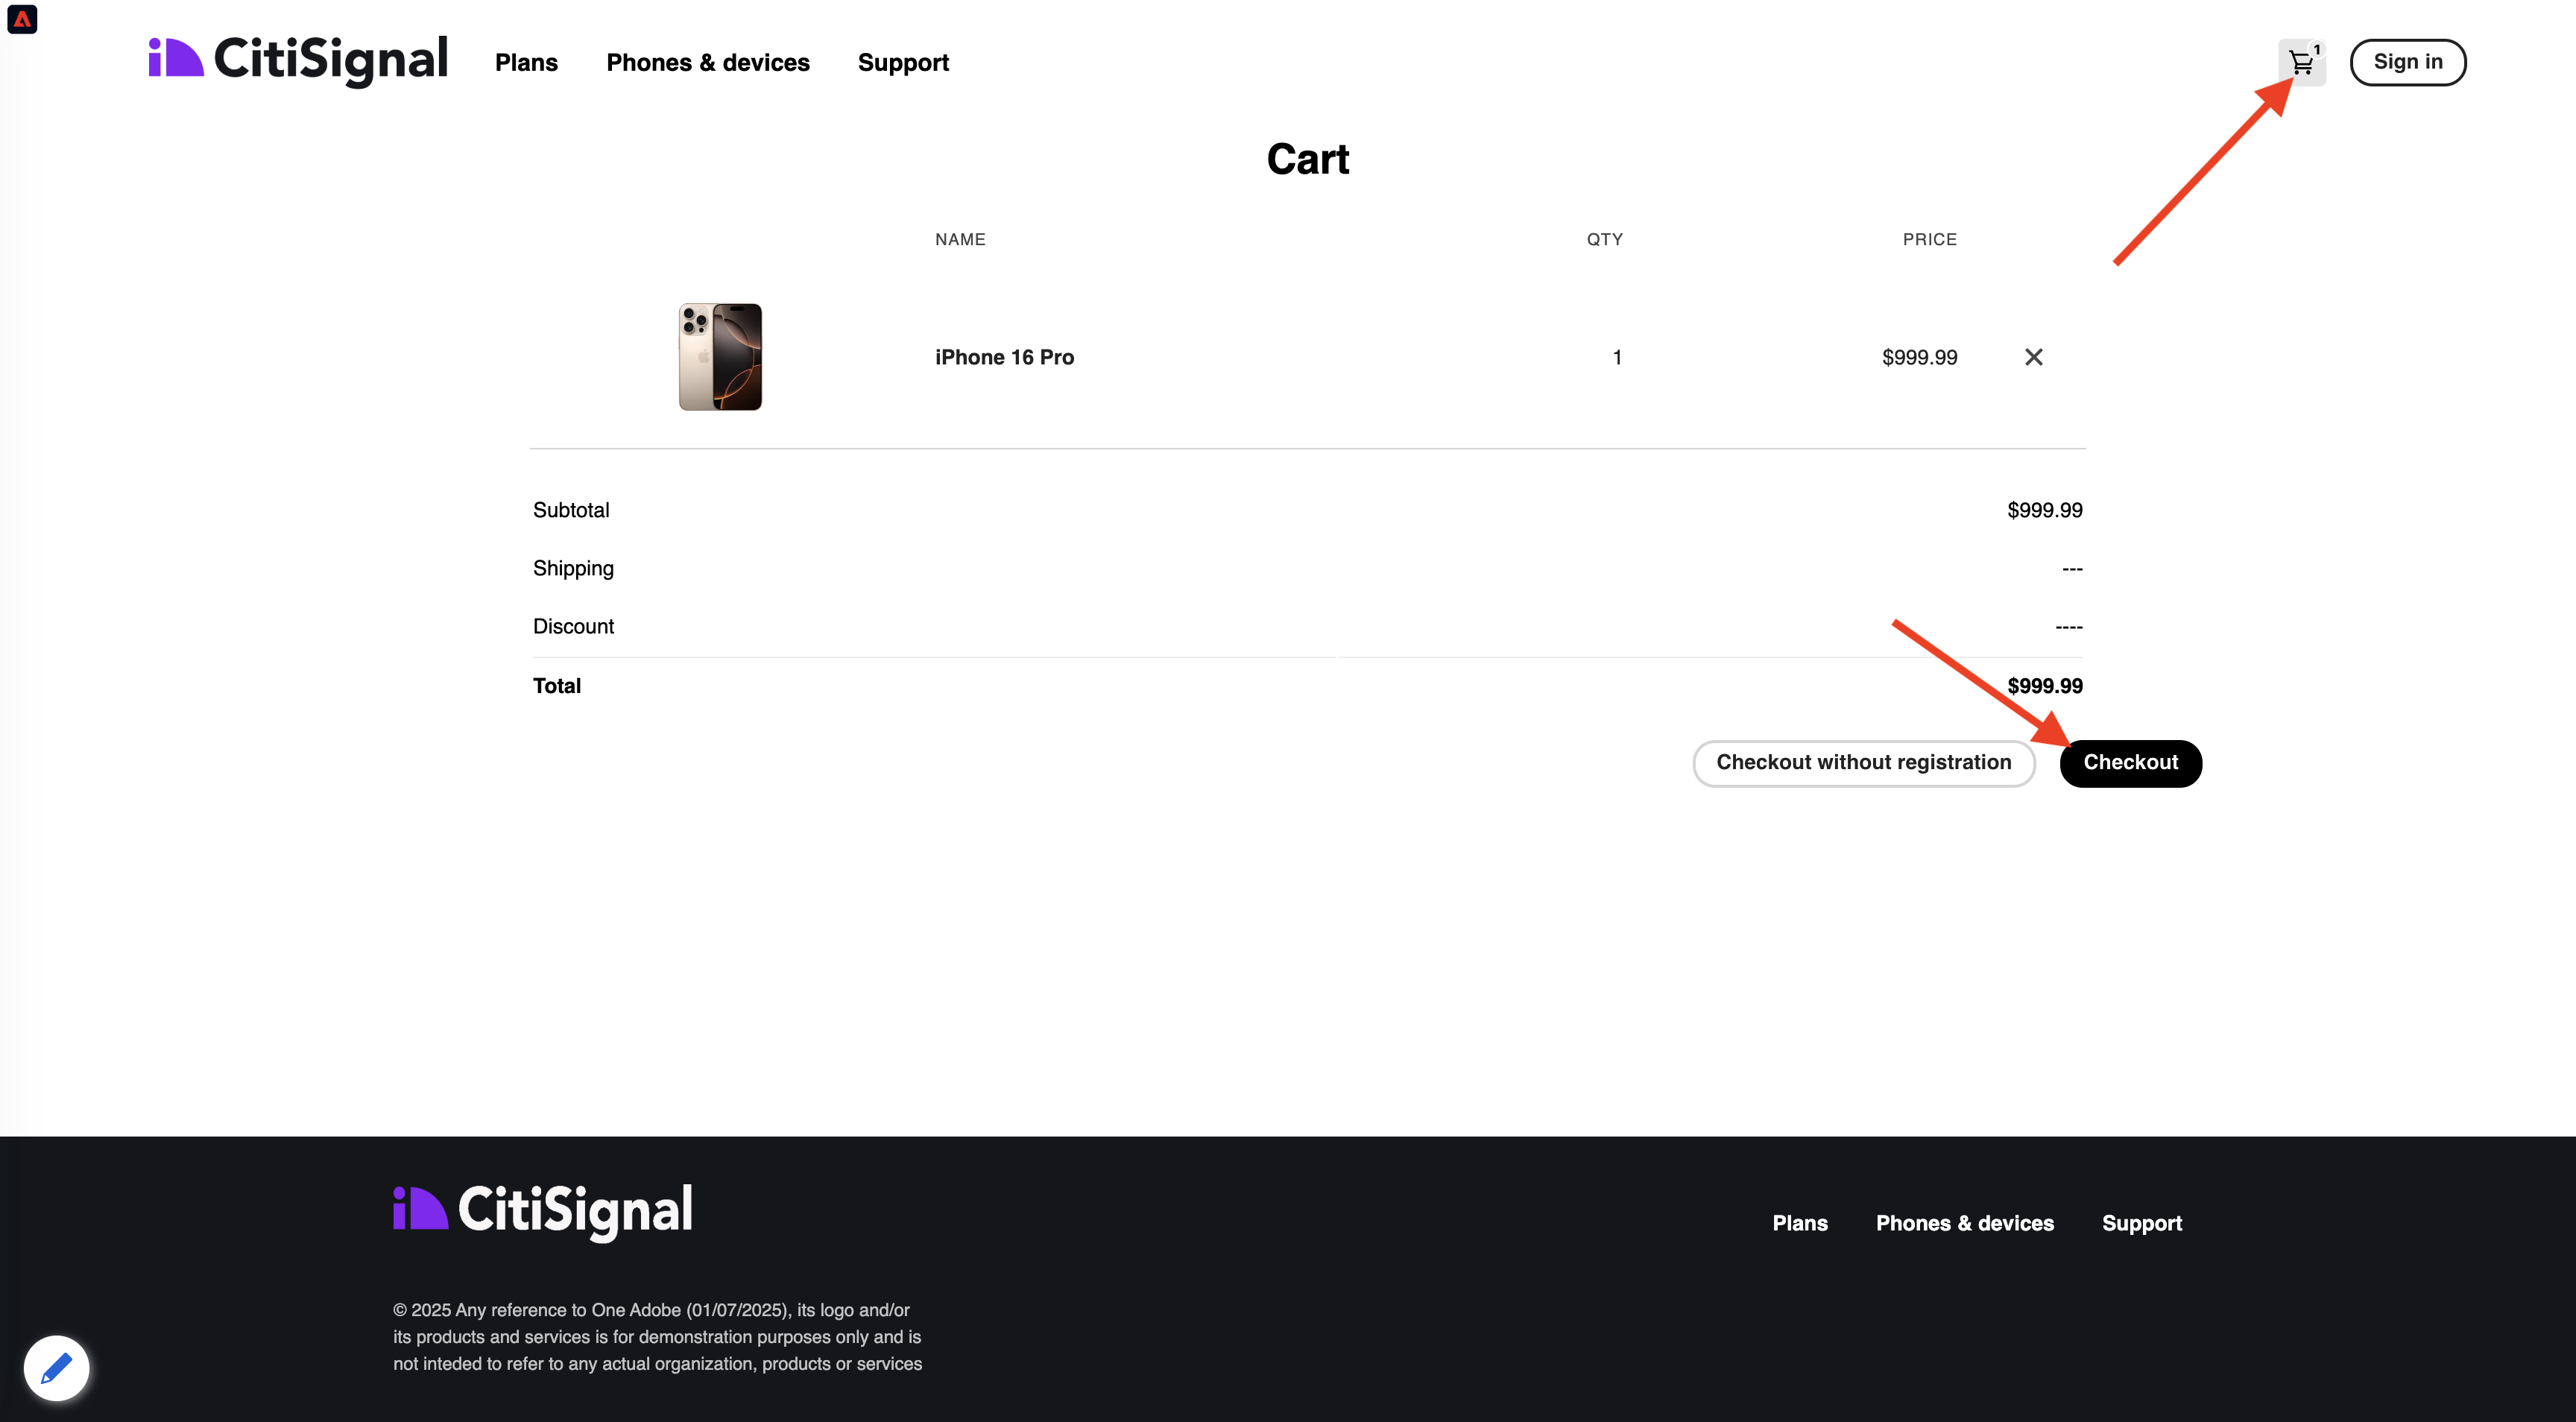 CitiSignal Plans Phones & devices Support 1 Sign in
Cart
NAME QTY PRICE
iPhone 16 Pro 1 $999.99
Subtotal $999.99
Shipping ---
Discount ----
Total $999.99
Checkout without registration Checkout
CitiSignal
Plans Phones & devices Support
© 2025 Any reference to One Adobe (01/07/2025), its logo and/or
its products and services is for demonstration purposes only and is
not inteded to refer to any actual organization, products or services